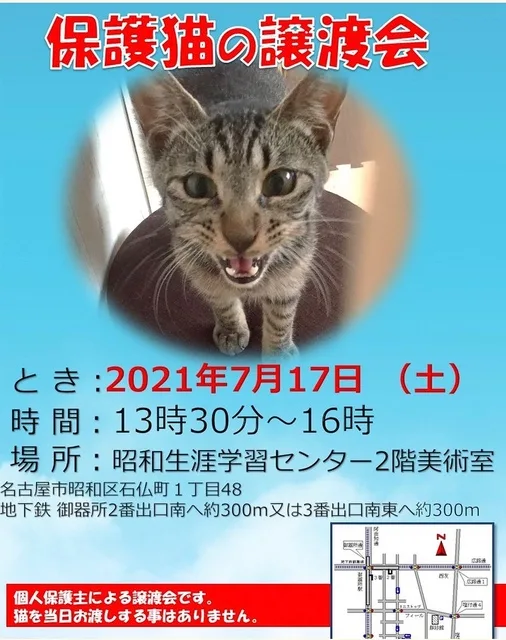 保護猫の譲渡会
とき:2021年7月17日 （土）
時間：13時30分～16時
場所：昭和生涯学習センター2階美術室
名古屋市昭和区石仏町１丁目48
地下鉄 御器所2番出口南へ約300m又は3番出口南東へ約300m
個人保護主による譲渡会です。
猫を当日お渡しする事はありません。
N